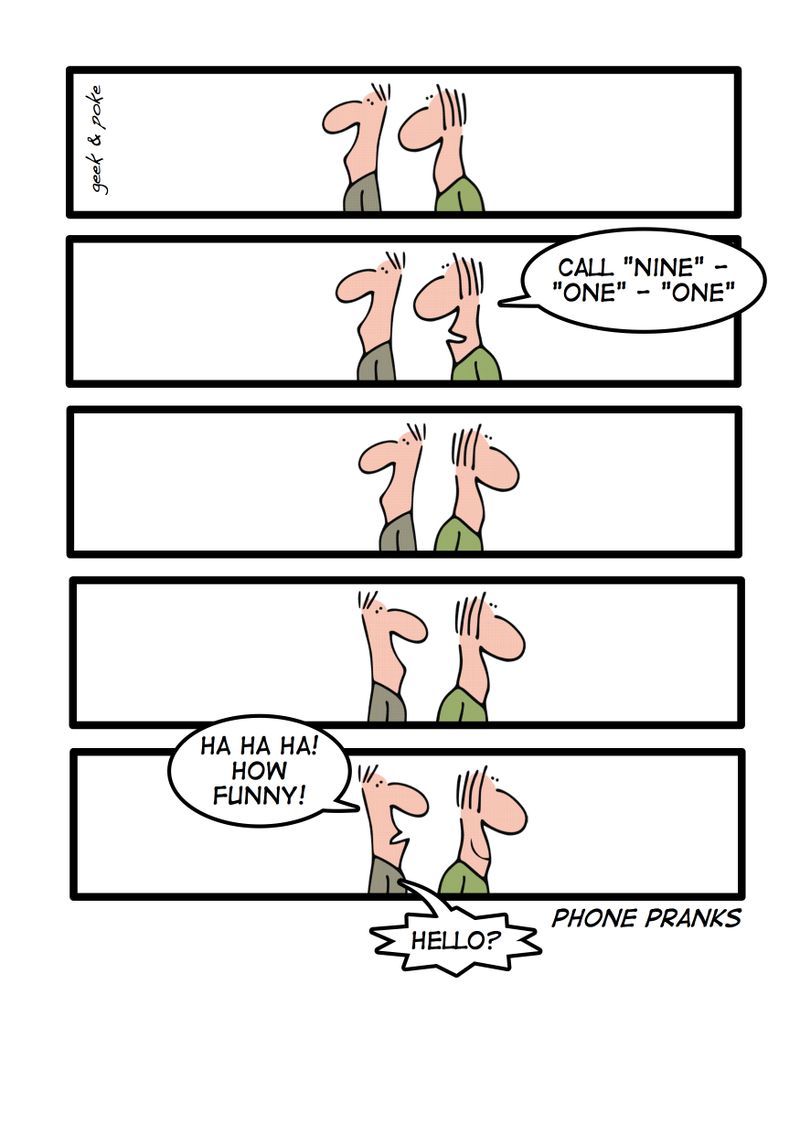 geek & poke
CALL "NINE" -
"ONE" - "ONE"
HA HA HA!
HOW
FUNNY!
HELLO?
PHONE PRANKS